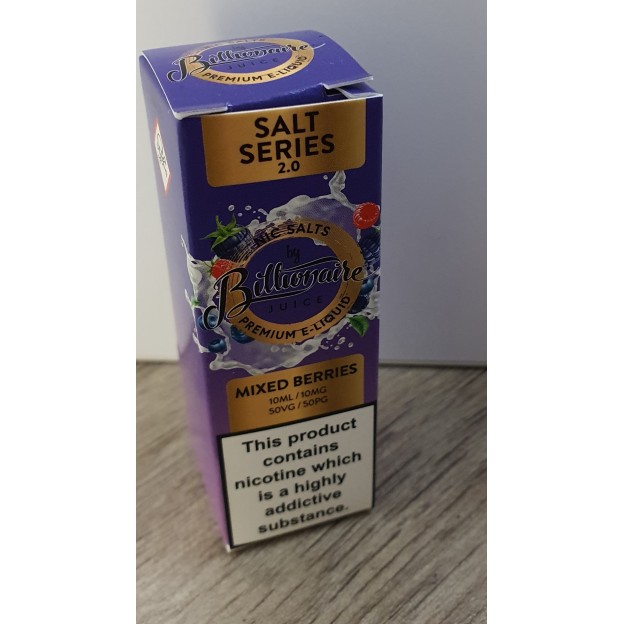 Billionaire
JUICE
PREMIUM E-LIQUID
SALT
SERIES
2.0
NIC SALTS
by
Billionaire
JUICE
PREMIUM E-LIQUID
MIXED BERRIES
10ML / 10MG
50VG / 50PG
This product
contains
nicotine which
is a highly
addictive
substance.